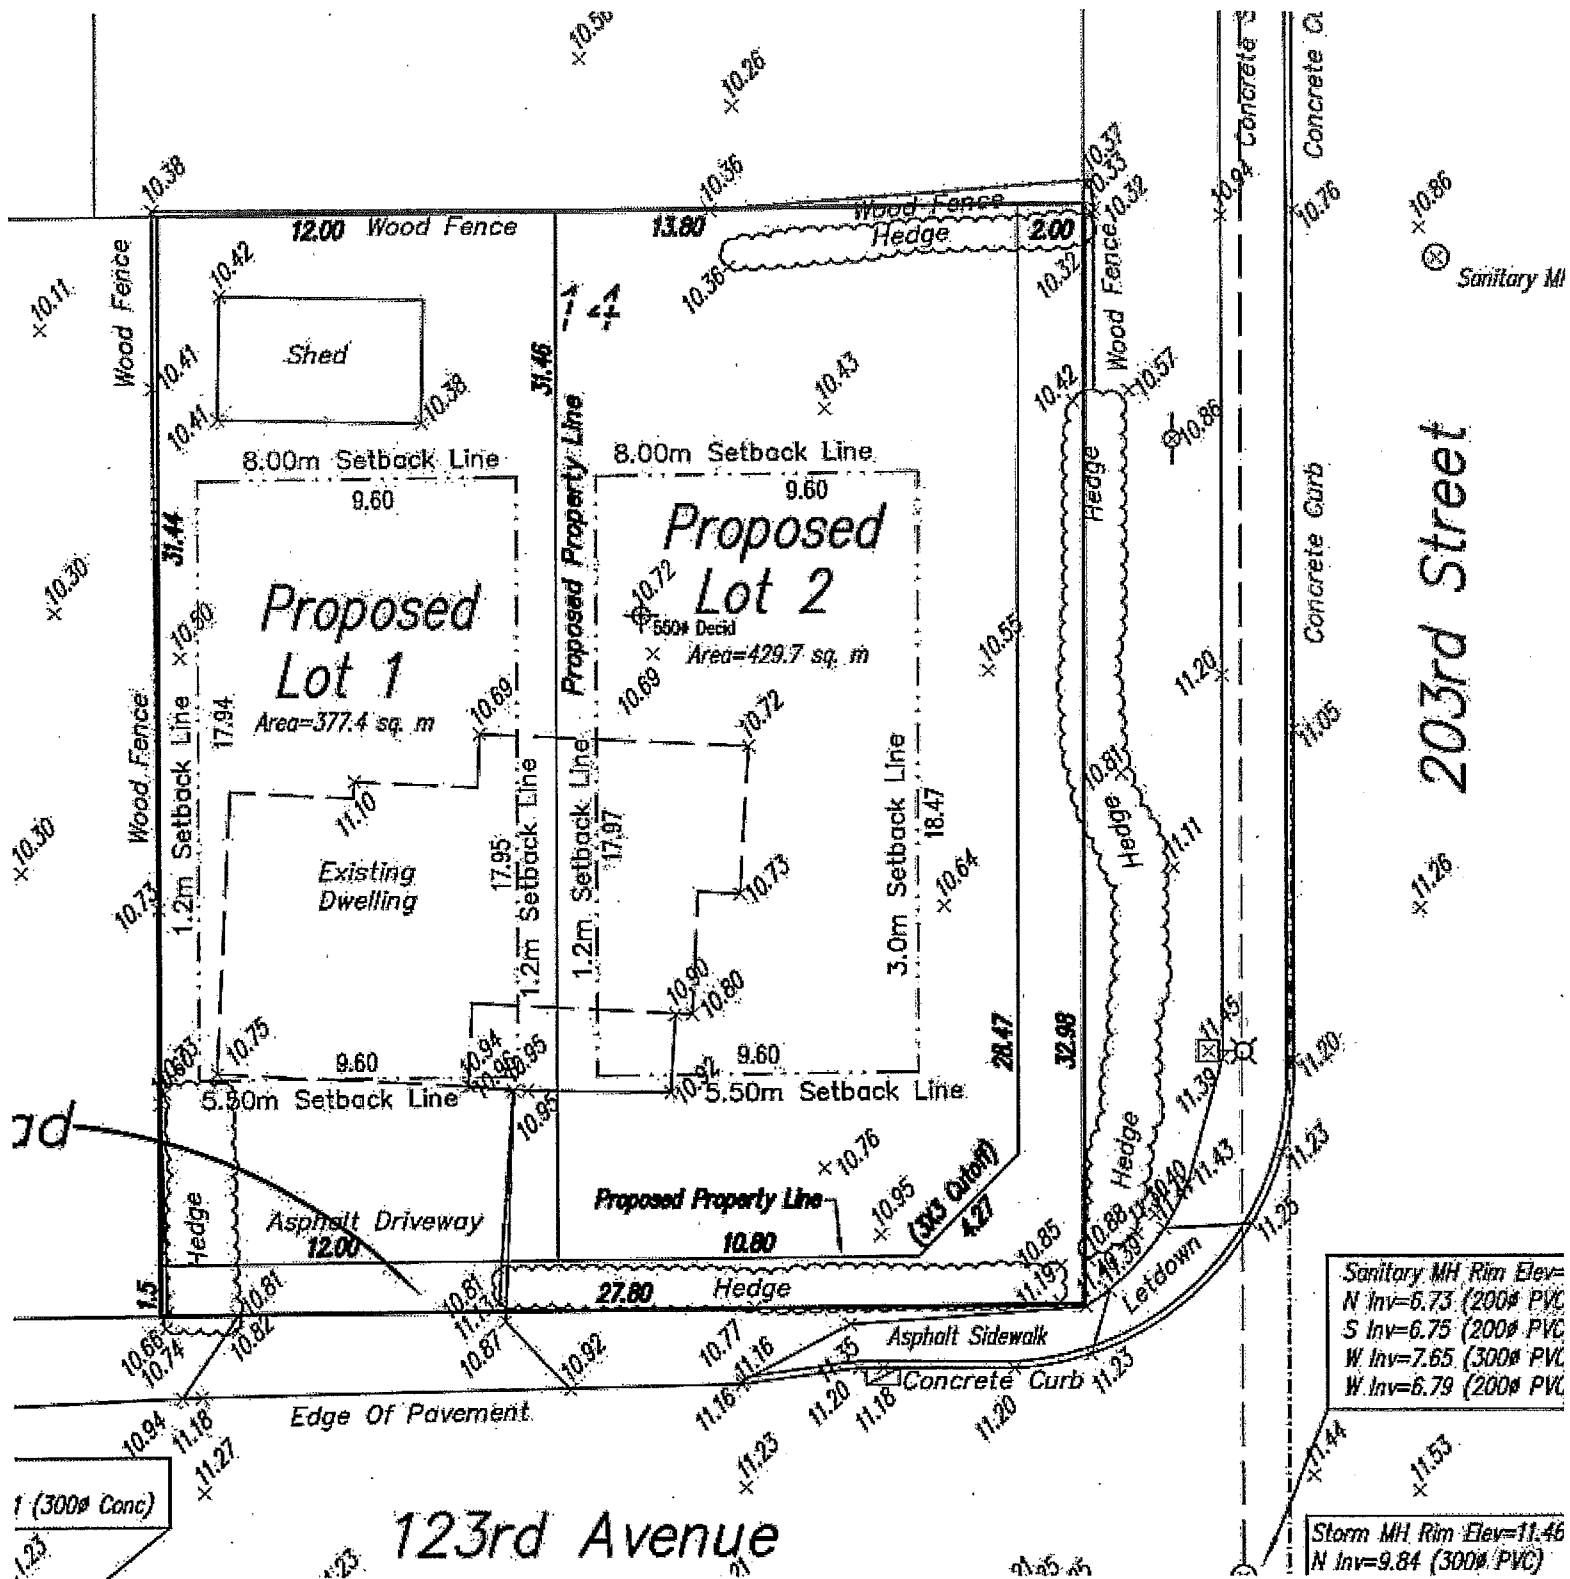 10.56
10.26
10.38
10.36
10.37
10.33
10.32
10.94
10.76
10.86
Concrete
Concrete
12.00 Wood Fence
13.80
Wood Fence
Hedge
2.00
10.42
10.36
10.32
Wood Fence
Wood Fence
Sanitary
10.11
Shed
14
31.46
10.41
10.41
10.38
10.43
10.42
10.57
10.86
8.00m Setback Line
9.60
8.00m Setback Line
9.60
Proposed Property Line
Hedge
Concrete Curb
203rd Street
31.44
10.30
10.50
Proposed
Lot 1
Area=377.4 sq. m
Proposed
Lot 2
10.72
550ø Decid
Area=429.7 sq. m
10.69
10.69
10.55
11.20
11.05
Wood Fence
1.2m Setback Line
17.94
10.72
10.81
11.10
10.30
10.73
Existing
Dwelling
17.95
1.2m Setback Line
1.2m Setback Line
17.97
10.73
3.0m Setback Line
18.47
10.64
Hedge
11.11
11.26
10.90
10.80
28.47
32.98
11.45
11.20
11.39
10.75
9.60
10.94
10.95
10.92
9.60
5.50m Setback Line
10.95
5.50m Setback Line
ad
10.76
10.95
(3X3 Cutoff)
4.27
Hedge
11.43
11.23
10.40
11.25
Hedge
Asphalt Driveway
12.00
Proposed Property Line
10.80
10.85
10.88
11.39
11.49
11.19
Letdown
1.5
10.81
10.81
11.13
27.80
Hedge
Asphalt Sidewalk
10.66
10.74
10.82
10.87
10.92
10.77
11.16
11.35
11.23
Concrete Curb
11.16
11.20
11.18
11.20
Edge Of Pavement
10.94
11.18
11.27
11.23
11.44
11.53
Sanitary MH Rim Elev=
N Inv=6.73 (200ø PVC
S Inv=6.75 (200ø PVC
W Inv=7.65 (300ø PVC
W Inv=6.79 (200ø PVC
(300ø Conc)
123rd Avenue
Storm MH Rim Elev=11.46
N Inv=9.84 (300ø PVC)